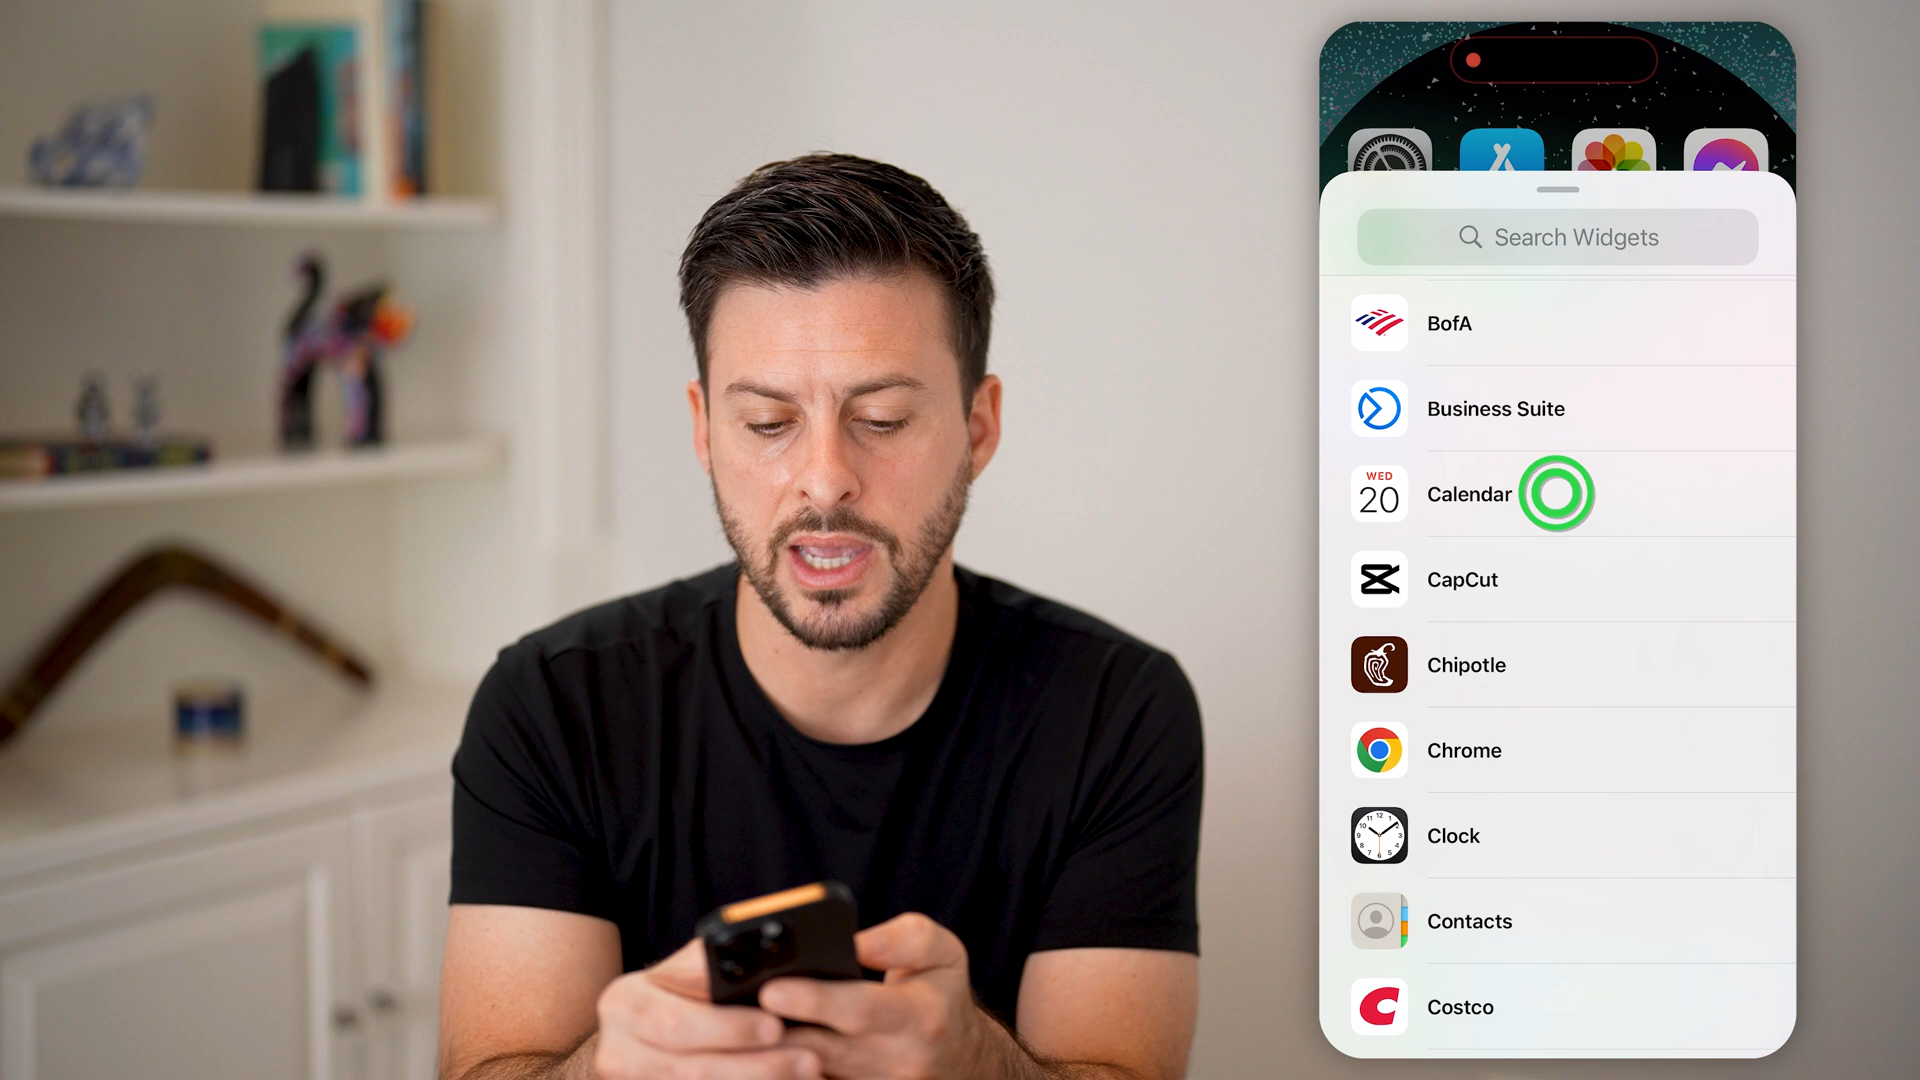 Search Widgets
BofA
Business Suite
WED
20
Calendar
CapCut
Chipotle
Chrome
Clock
Contacts
Costco